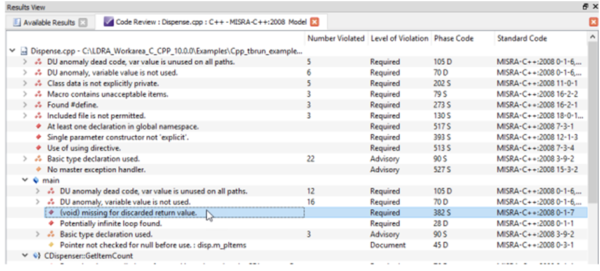 Results View
Available Results
Code Review : Dispense.cpp : C++ - MISRA-C++:2008 Model
Number Violated Level of Violation Phase Code Standard Code
Dispense.cpp - C:\LDRA_Workarea_C_CPP_10.0.0\Examples\Cpp_tbrun_example...
DU anomaly dead code, var value is unused on all paths. 5 Required 105 D MISRA-C++:2008 0-1-6,...
DU anomaly, variable value is not used. 6 Required 70 D MISRA-C++:2008 0-1-6,...
Class data is not explicitly private. 5 Required 202 S MISRA-C++:2008 11-0-1
Macro contains unacceptable items. 3 Required 79 S MISRA-C++:2008 16-2-2
Found #define. 3 Required 273 S MISRA-C++:2008 16-2-1
Included file is not permitted. 3 Required 130 S MISRA-C++:2008 18-0-1...
At least one declaration in global namespace. Required 517 S MISRA-C++:2008 7-3-1
Single parameter constructor not 'explicit'. Required 393 S MISRA-C++:2008 12-1-3
Use of using directive. Required 513 S MISRA-C++:2008 7-3-4
Basic type declaration used. 22 Advisory 90 S MISRA-C++:2008 3-9-2
No master exception handler. Advisory 527 S MISRA-C++:2008 15-3-2
main
DU anomaly dead code, var value is unused on all paths. 12 Required 105 D MISRA-C++:2008 0-1-6,...
DU anomaly, variable value is not used. 16 Required 70 D MISRA-C++:2008 0-1-6,...
(void) missing for discarded return value. Required 382 S MISRA-C++:2008 0-1-7
Potentially infinite loop found. Required 28 D MISRA-C++:2008 0-1-1
Basic type declaration used. 3 Advisory 90 S MISRA-C++:2008 3-9-2
Pointer not checked for null before use. : disp.m_pItems Document 45 D MISRA-C++:2008 0-3-1
CDispenser::GetItemCount